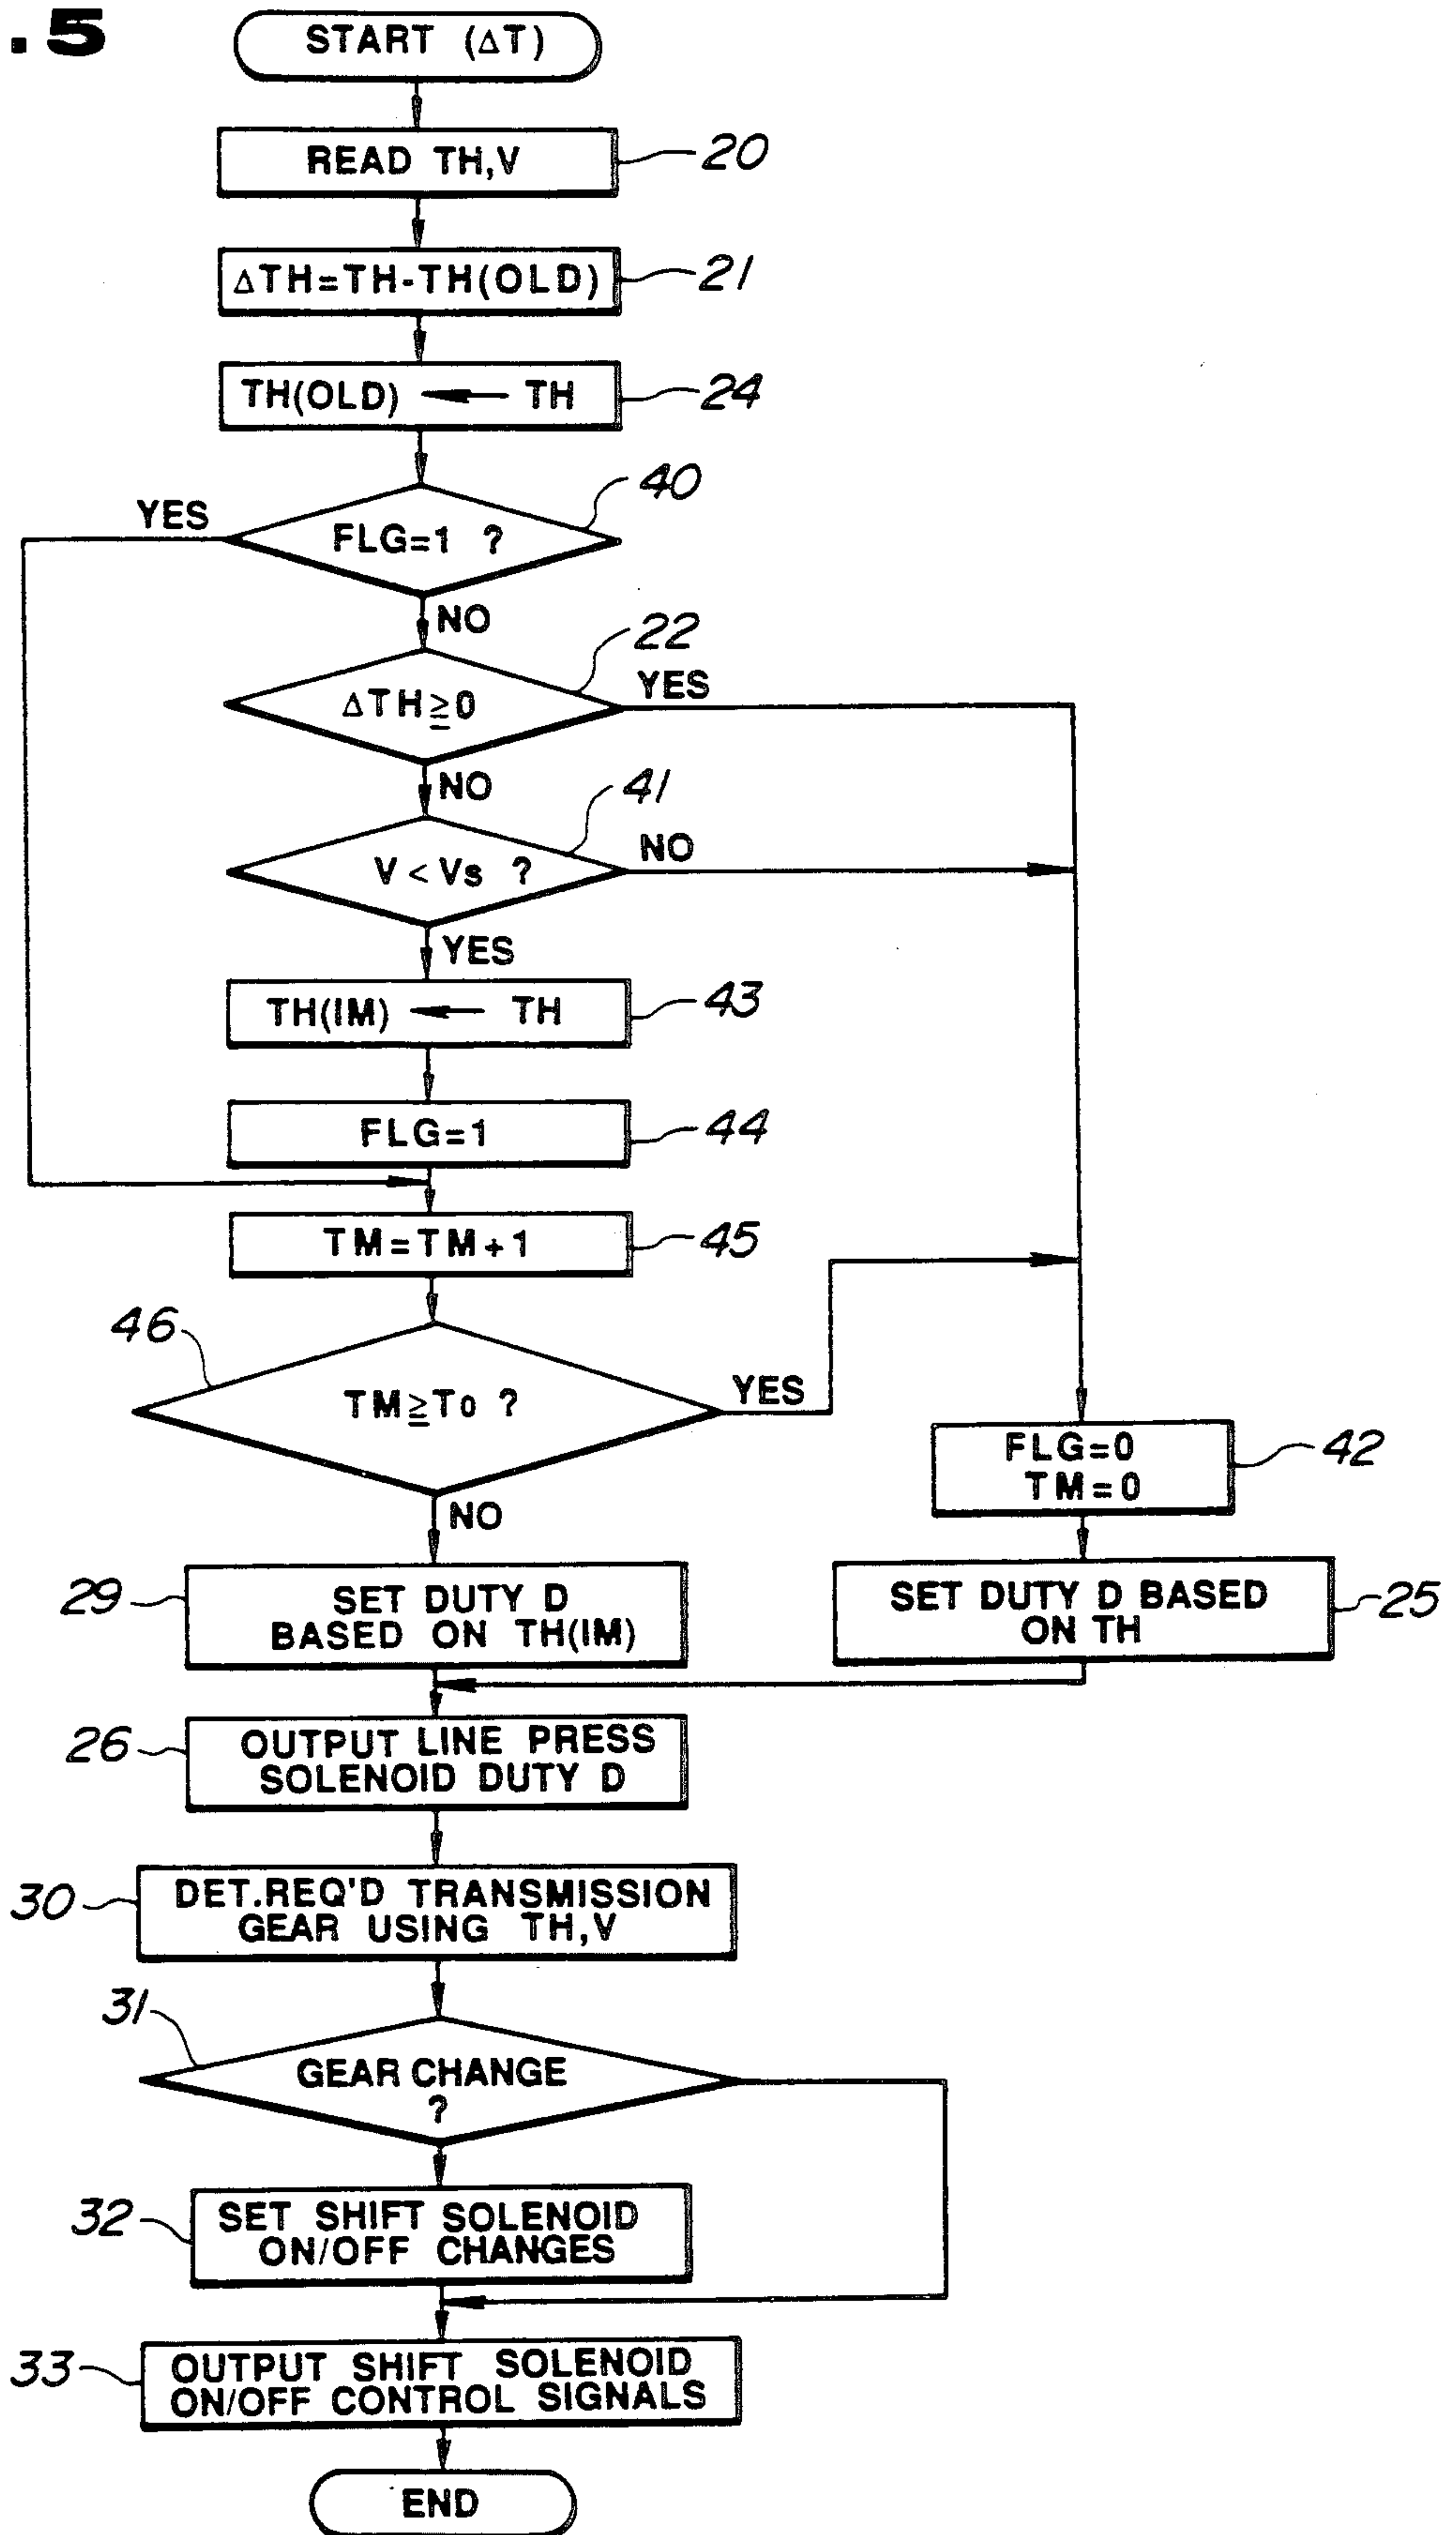 .5
START (ΔT)
READ TH,V
20
ΔTH=TH-TH(OLD)
21
TH(OLD) ← TH
24
40
YES
FLG=1 ?
NO
22
ΔTH≧0
YES
NO
41
V < Vs ?
NO
YES
TH(IM) ← TH
43
FLG=1
44
TM=TM+1
45
46
TM≧To ?
YES
NO
FLG=0
TM=0
42
29
SET DUTY D
BASED ON TH(IM)
SET DUTY D BASED
ON TH
25
26
OUTPUT LINE PRESS
SOLENOID DUTY D
30
DET.REQ'D TRANSMISSION
GEAR USING TH,V
31
GEAR CHANGE
?
32
SET SHIFT SOLENOID
ON/OFF CHANGES
33
OUTPUT SHIFT SOLENOID
ON/OFF CONTROL SIGNALS
END